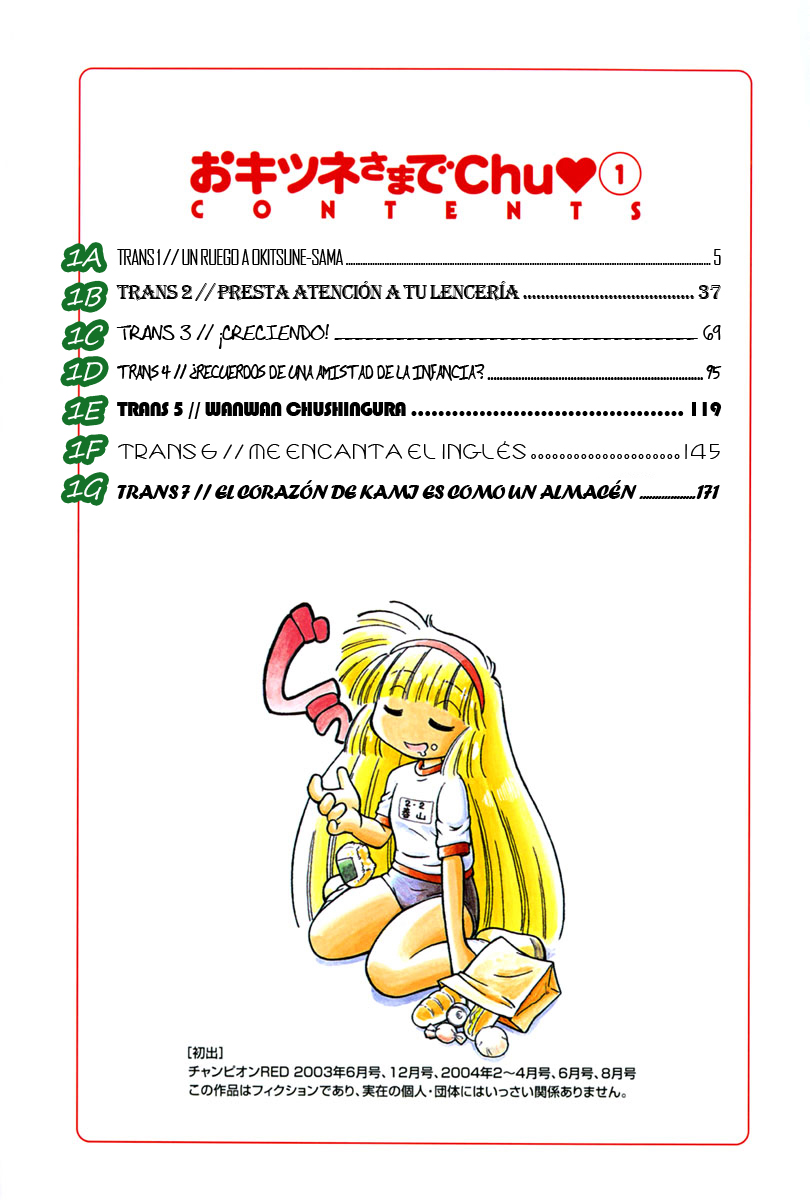 おキツネさまでChu♥①
CONTENTS
1A TRANS 1 // UN RUEGO A OKITSUNE-SAMA 5
1B TRANS 2 // PRESTA ATENCIÓN A TU LENCERÍA 37
1C TRANS 3 // ¡CRECIENDO! 69
1D TRANS 4 // ¿RECUERDOS DE UNA AMISTAD DE LA INFANCIA? 95
1E TRANS 5 // WANWAN CHUSHINGURA 119
1F TRANS 6 // ME ENCANTA EL INGLÉS 145
1G TRANS 7 // EL CORAZÓN DE KAMI ES COMO UN ALMACÉN 171
2-2
春山
[初出]
チャンピオンRED 2003年6月号、12月号、2004年2～4月号、6月号、8月号
この作品はフィクションであり、実在の個人・団体にはいっさい関係ありません。